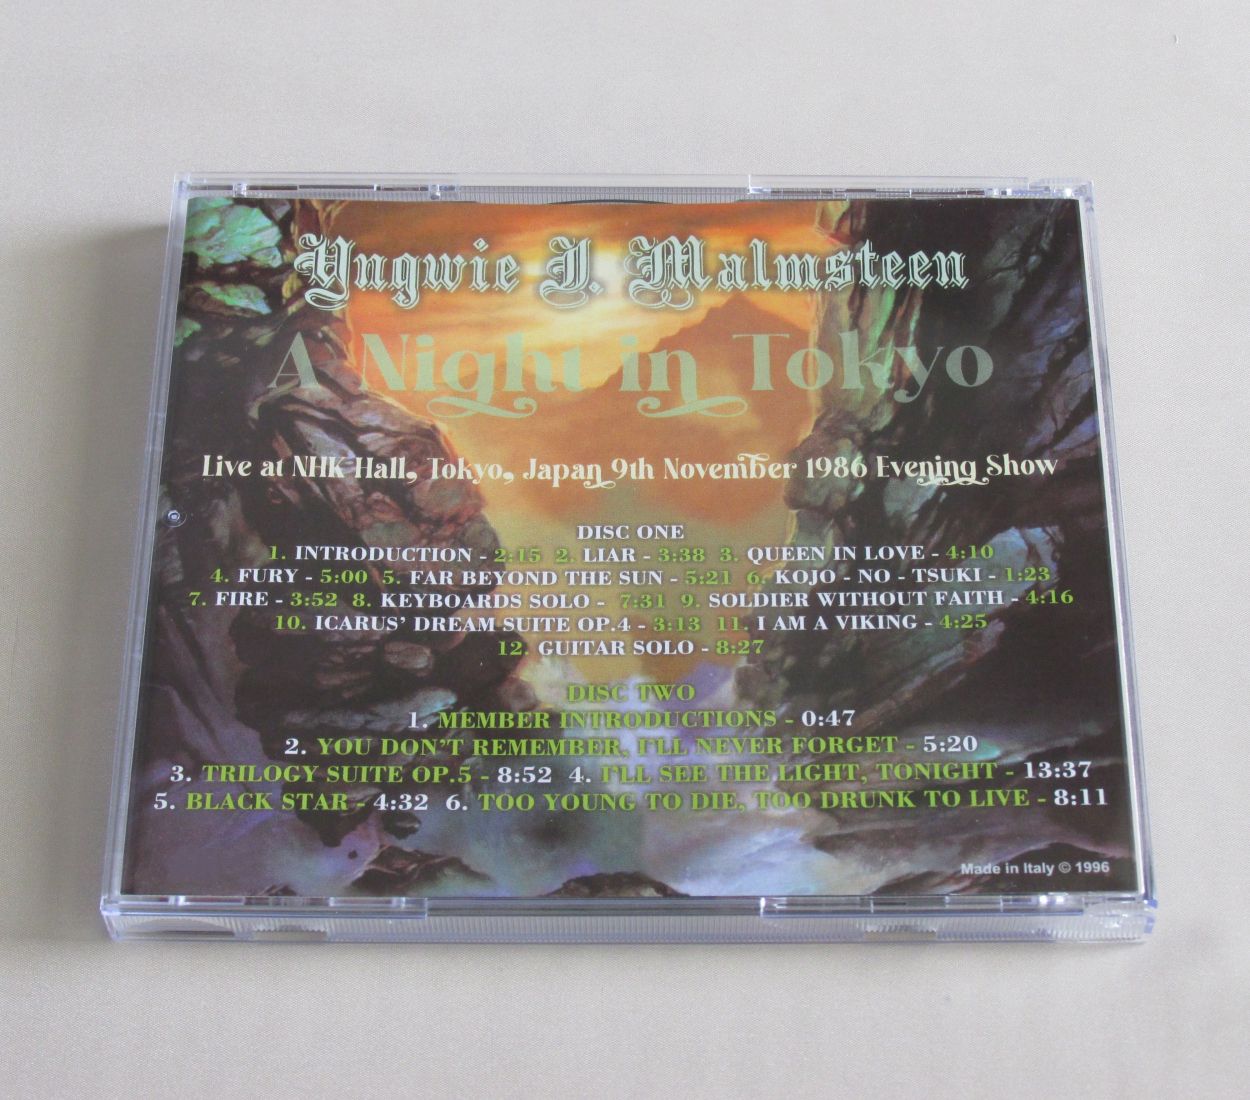 Yngwie J. Malmsteen
A Night in Tokyo
Live at NHK Hall, Tokyo, Japan 9th November 1986 Evening Show
DISC ONE
1. INTRODUCTION - 2:15 2. LIAR - 3:38 3. QUEEN IN LOVE - 4:10
4. FURY - 5:00 5. FAR BEYOND THE SUN - 5:21 6. KOJO - NO - TSUKI - 1:23
7. FIRE - 3:52 8. KEYBOARDS SOLO - 7:31 9. SOLDIER WITHOUT FAITH - 4:16
10. ICARUS' DREAM SUITE OP.4 - 3:13 11. I AM A VIKING - 4:25
12. GUITAR SOLO - 8:27
DISC TWO
1. MEMBER INTRODUCTIONS - 0:47
2. YOU DON'T REMEMBER, I'LL NEVER FORGET - 5:20
3. TRILOGY SUITE OP.5 - 8:52 4. I'LL SEE THE LIGHT, TONIGHT - 13:37
5. BLACK STAR - 4:32 6. TOO YOUNG TO DIE, TOO DRUNK TO LIVE - 8:11
Made in Italy © 1996